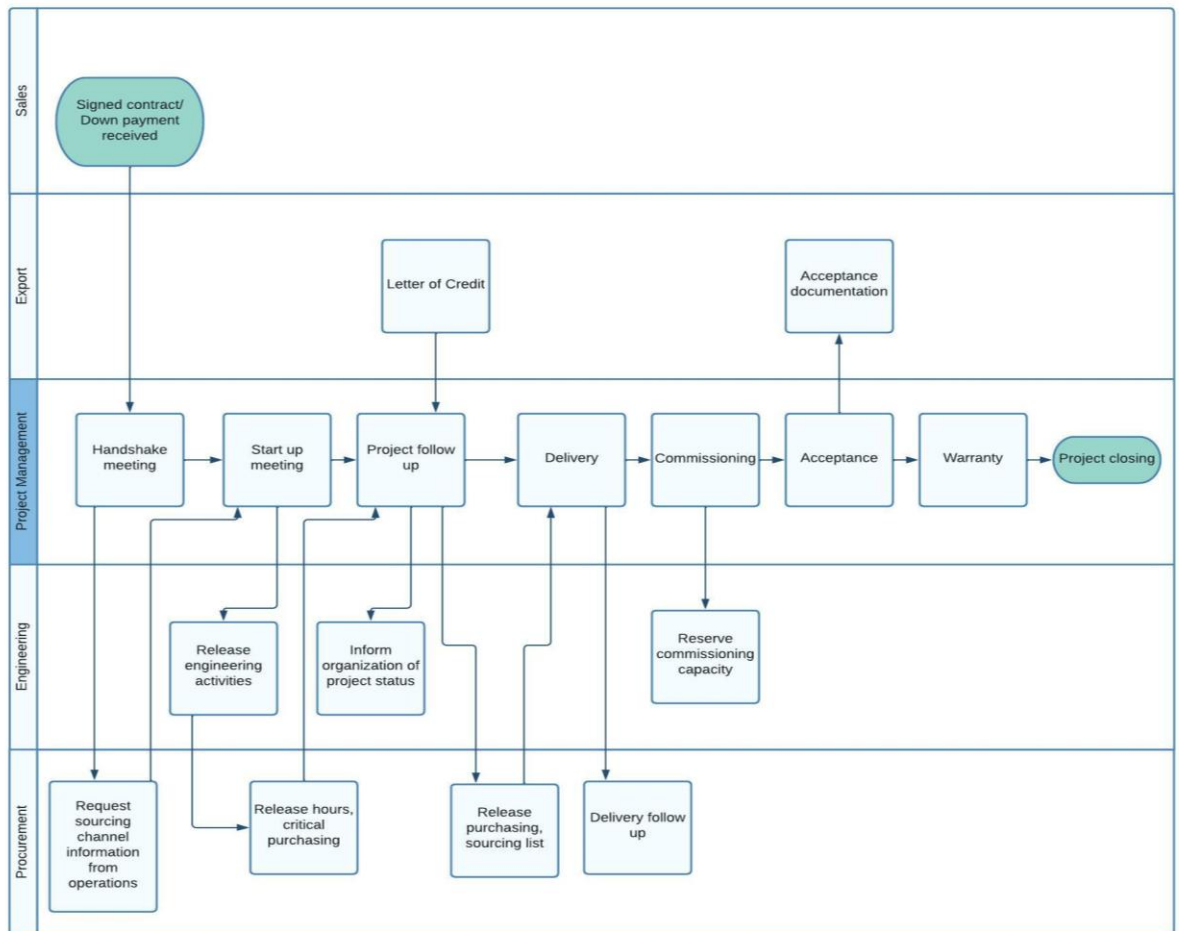 Sales
Signed contract/
Down payment
received
Export
Letter of Credit
Acceptance
documentation
Project Management
Handshake
meeting
Start up
meeting
Project follow
up
Delivery
Commissioning
Acceptance
Warranty
Project closing
Engineering
Release
engineering
activities
Inform
organization of
project status
Reserve
commissioning
capacity
Procurement
Request
sourcing
channel
information
from
operations
Release hours,
critical
purchasing
Release
purchasing,
sourcing list
Delivery follow
up